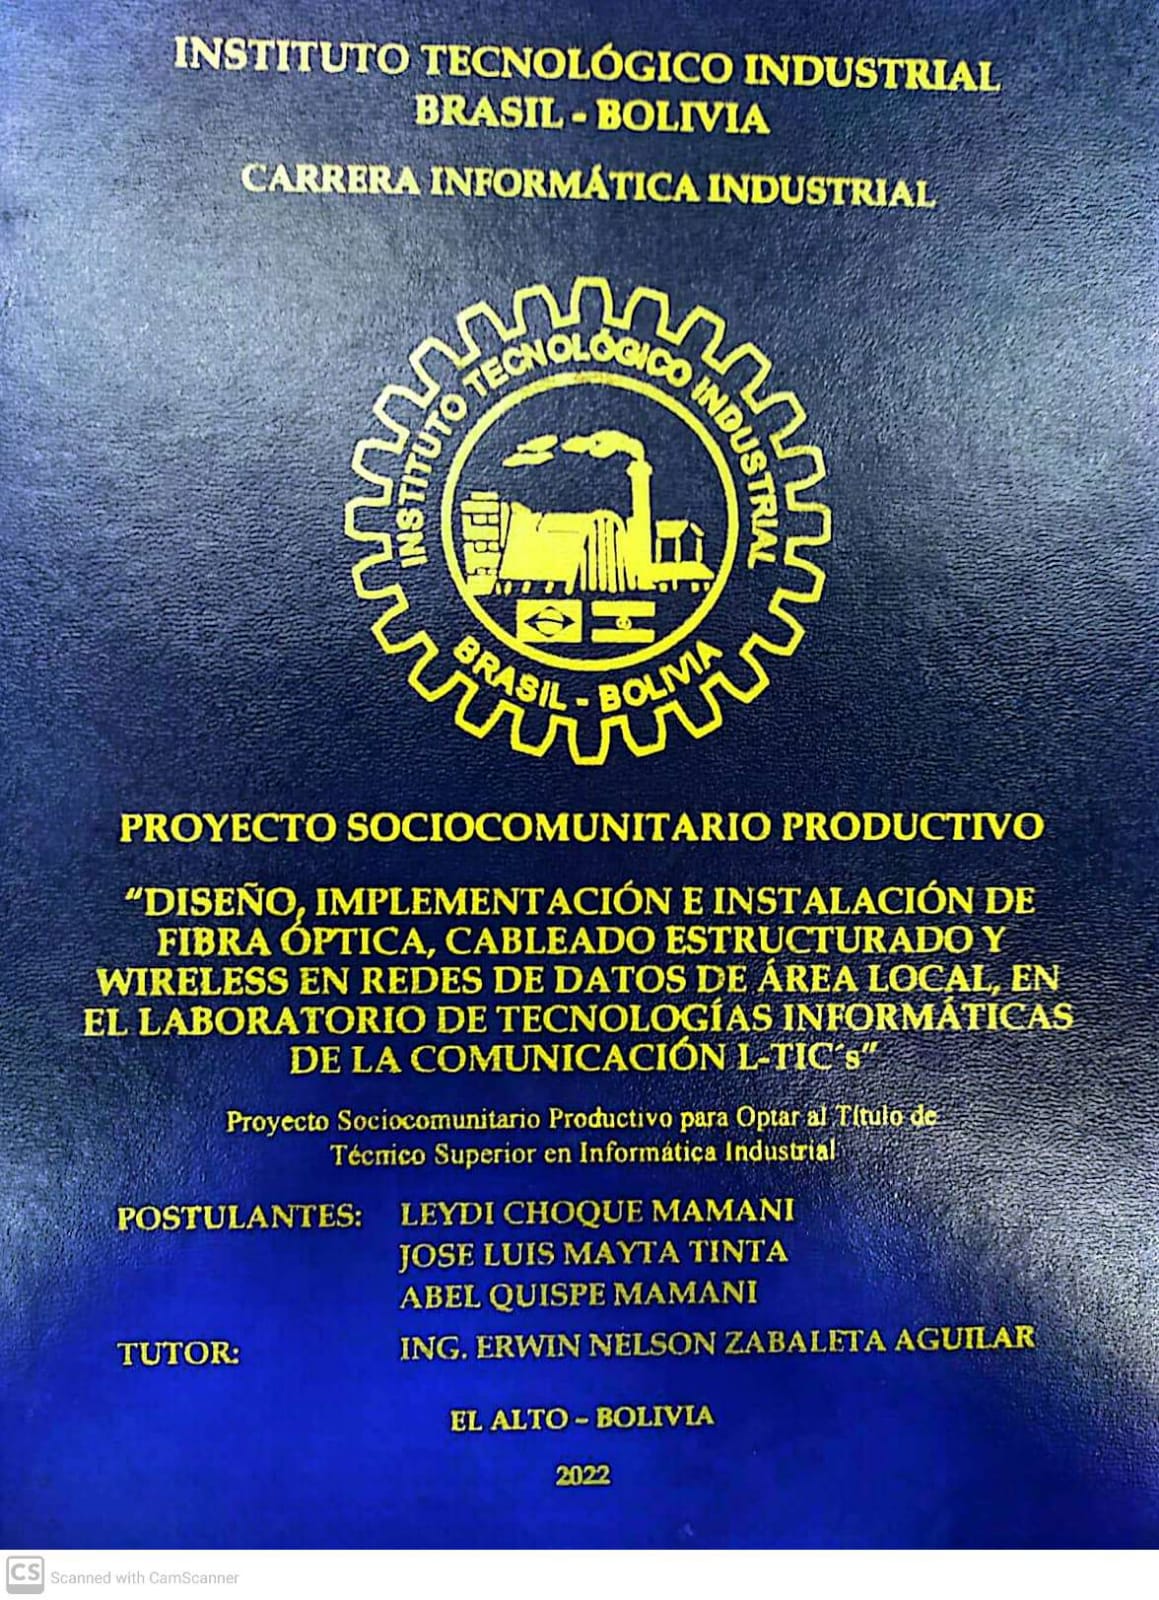 INSTITUTO TECNOLÓGICO INDUSTRIAL
BRASIL - BOLIVIA
CARRERA INFORMÁTICA INDUSTRIAL
INSTITUTO TECNOLÓGICO INDUSTRIAL
BRASIL - BOLIVIA
PROYECTO SOCIOCOMUNITARIO PRODUCTIVO
“DISEÑO, IMPLEMENTACIÓN E INSTALACIÓN DE
FIBRA ÓPTICA, CABLEADO ESTRUCTURADO Y
WIRELESS EN REDES DE DATOS DE ÁREA LOCAL, EN
EL LABORATORIO DE TECNOLOGÍAS INFORMÁTICAS
DE LA COMUNICACIÓN L-TIC´s”
Proyecto Sociocomunitario Productivo para Optar al Título de
Técnico Superior en Informática Industrial
POSTULANTES: LEYDI CHOQUE MAMANI
JOSE LUIS MAYTA TINTA
ABEL QUISPE MAMANI
TUTOR: ING. ERWIN NELSON ZABALETA AGUILAR
EL ALTO – BOLIVIA
2022
CS Scanned with CamScanner